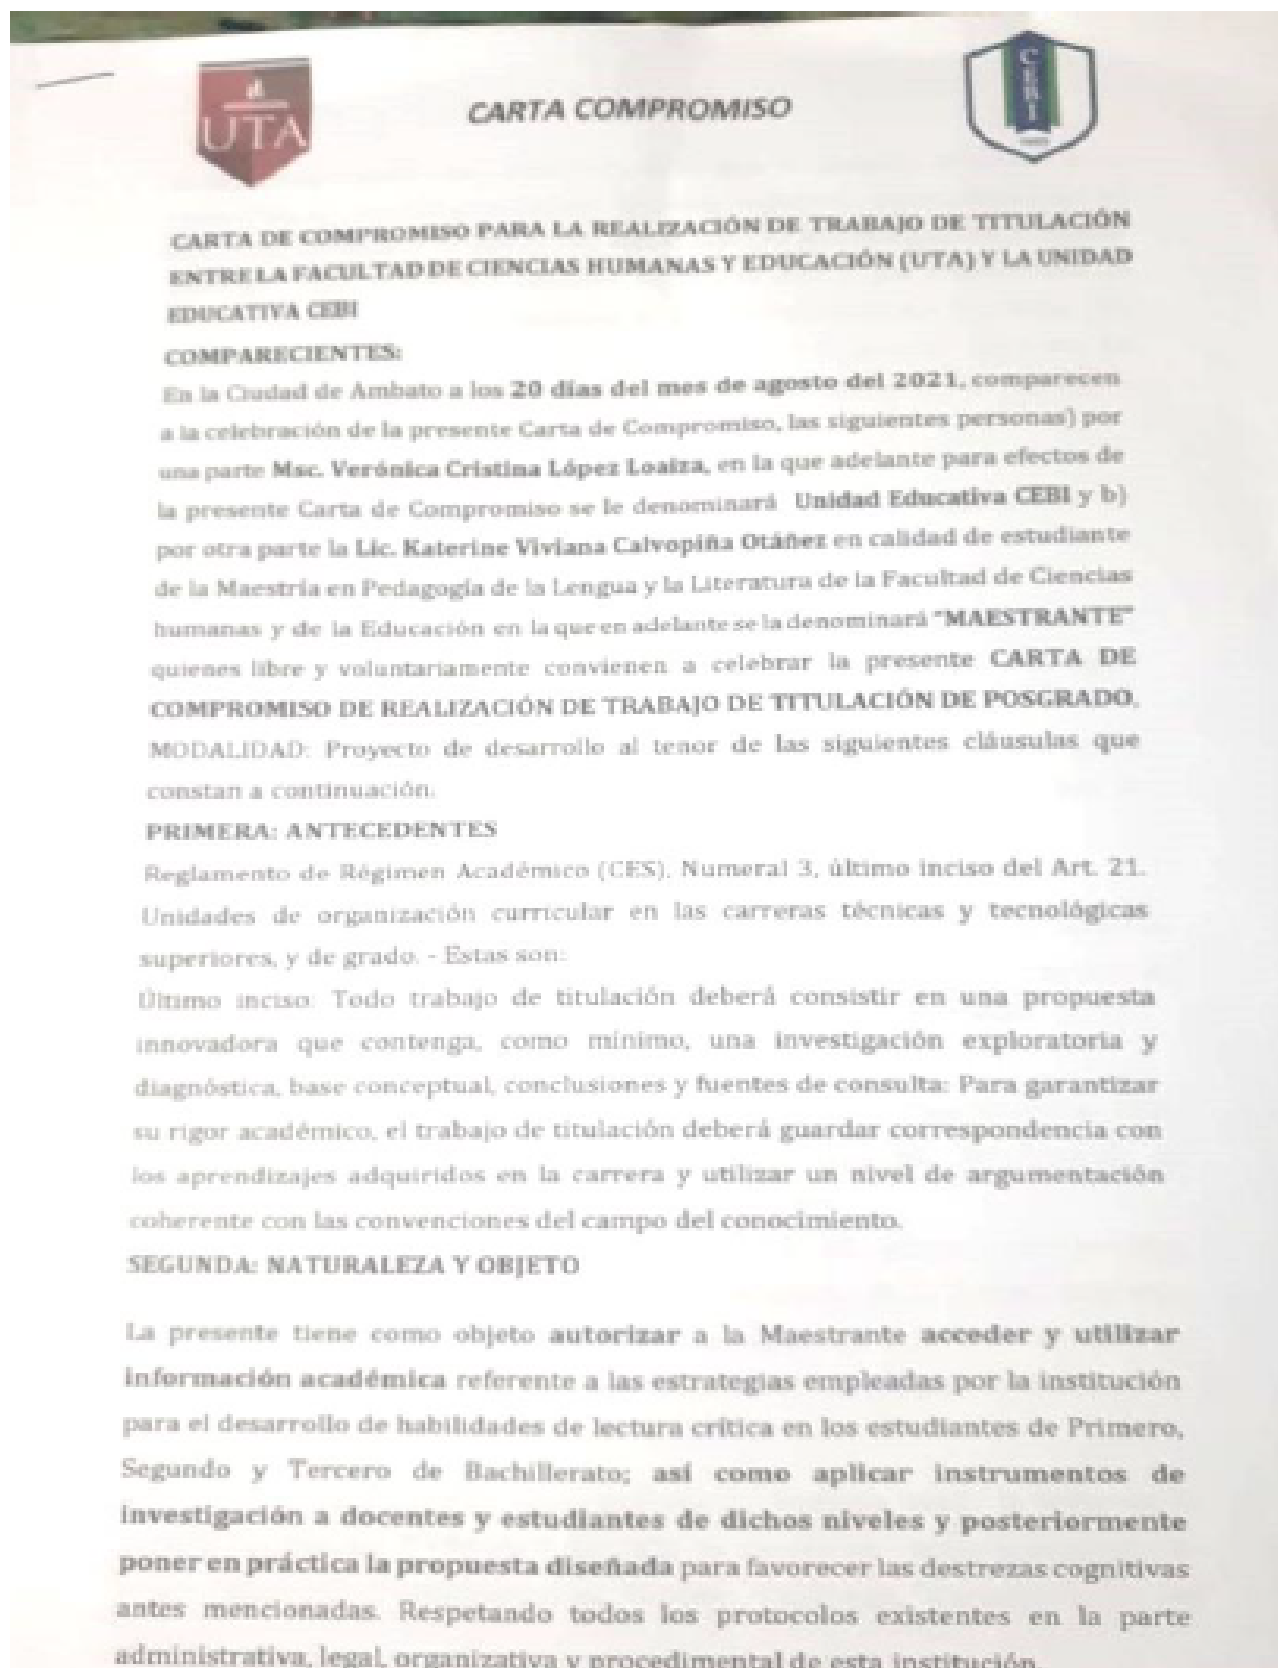 UTA
CARTA COMPROMISO
CEBI
CARTA DE COMPROMISO PARA LA REALIZACIÓN DE TRABAJO DE TITULACIÓN
ENTRE LA FACULTAD DE CIENCIAS HUMANAS Y EDUCACIÓN (UTA) Y LA UNIDAD
EDUCATIVA CEBI
COMPARECIENTES:
En la Ciudad de Ambato a los 20 días del mes de agosto del 2021, comparecen
a la celebración de la presente Carta de Compromiso, las siguientes personas) por
una parte Msc. Verónica Cristina López Loaiza, en la que adelante para efectos de
la presente Carta de Compromiso se le denominará Unidad Educativa CEBI y b)
por otra parte la Lic. Katerine Viviana Calvopiña Otáñez en calidad de estudiante
de la Maestría en Pedagogía de la Lengua y la Literatura de la Facultad de Ciencias
humanas y de la Educación en la que en adelante se la denominará "MAESTRANTE"
quienes libre y voluntariamente convienen a celebrar la presente CARTA DE
COMPROMISO DE REALIZACIÓN DE TRABAJO DE TITULACIÓN DE POSGRADO.
MODALIDAD: Proyecto de desarrollo al tenor de las siguientes cláusulas que
constan a continuación.
PRIMERA: ANTECEDENTES
Reglamento de Régimen Académico (CES). Numeral 3, último inciso del Art. 21.
Unidades de organización curricular en las carreras técnicas y tecnológicas
superiores, y de grado. - Estas son:
Último inciso: Todo trabajo de titulación deberá consistir en una propuesta
innovadora que contenga, como mínimo, una investigación exploratoria y
diagnóstica, base conceptual, conclusiones y fuentes de consulta: Para garantizar
su rigor académico, el trabajo de titulación deberá guardar correspondencia con
los aprendizajes adquiridos en la carrera y utilizar un nivel de argumentación
coherente con las convenciones del campo del conocimiento.
SEGUNDA: NATURALEZA Y OBJETO
La presente tiene como objeto autorizar a la Maestrante acceder y utilizar
información académica referente a las estrategias empleadas por la institución
para el desarrollo de habilidades de lectura crítica en los estudiantes de Primero,
Segundo y Tercero de Bachillerato; así como aplicar instrumentos de
investigación a docentes y estudiantes de dichos niveles y posteriormente
poner en práctica la propuesta diseñada para favorecer las destrezas cognitivas
antes mencionadas. Respetando todos los protocolos existentes en la parte
administrativa, legal, organizativa y procedimental de esta institución.